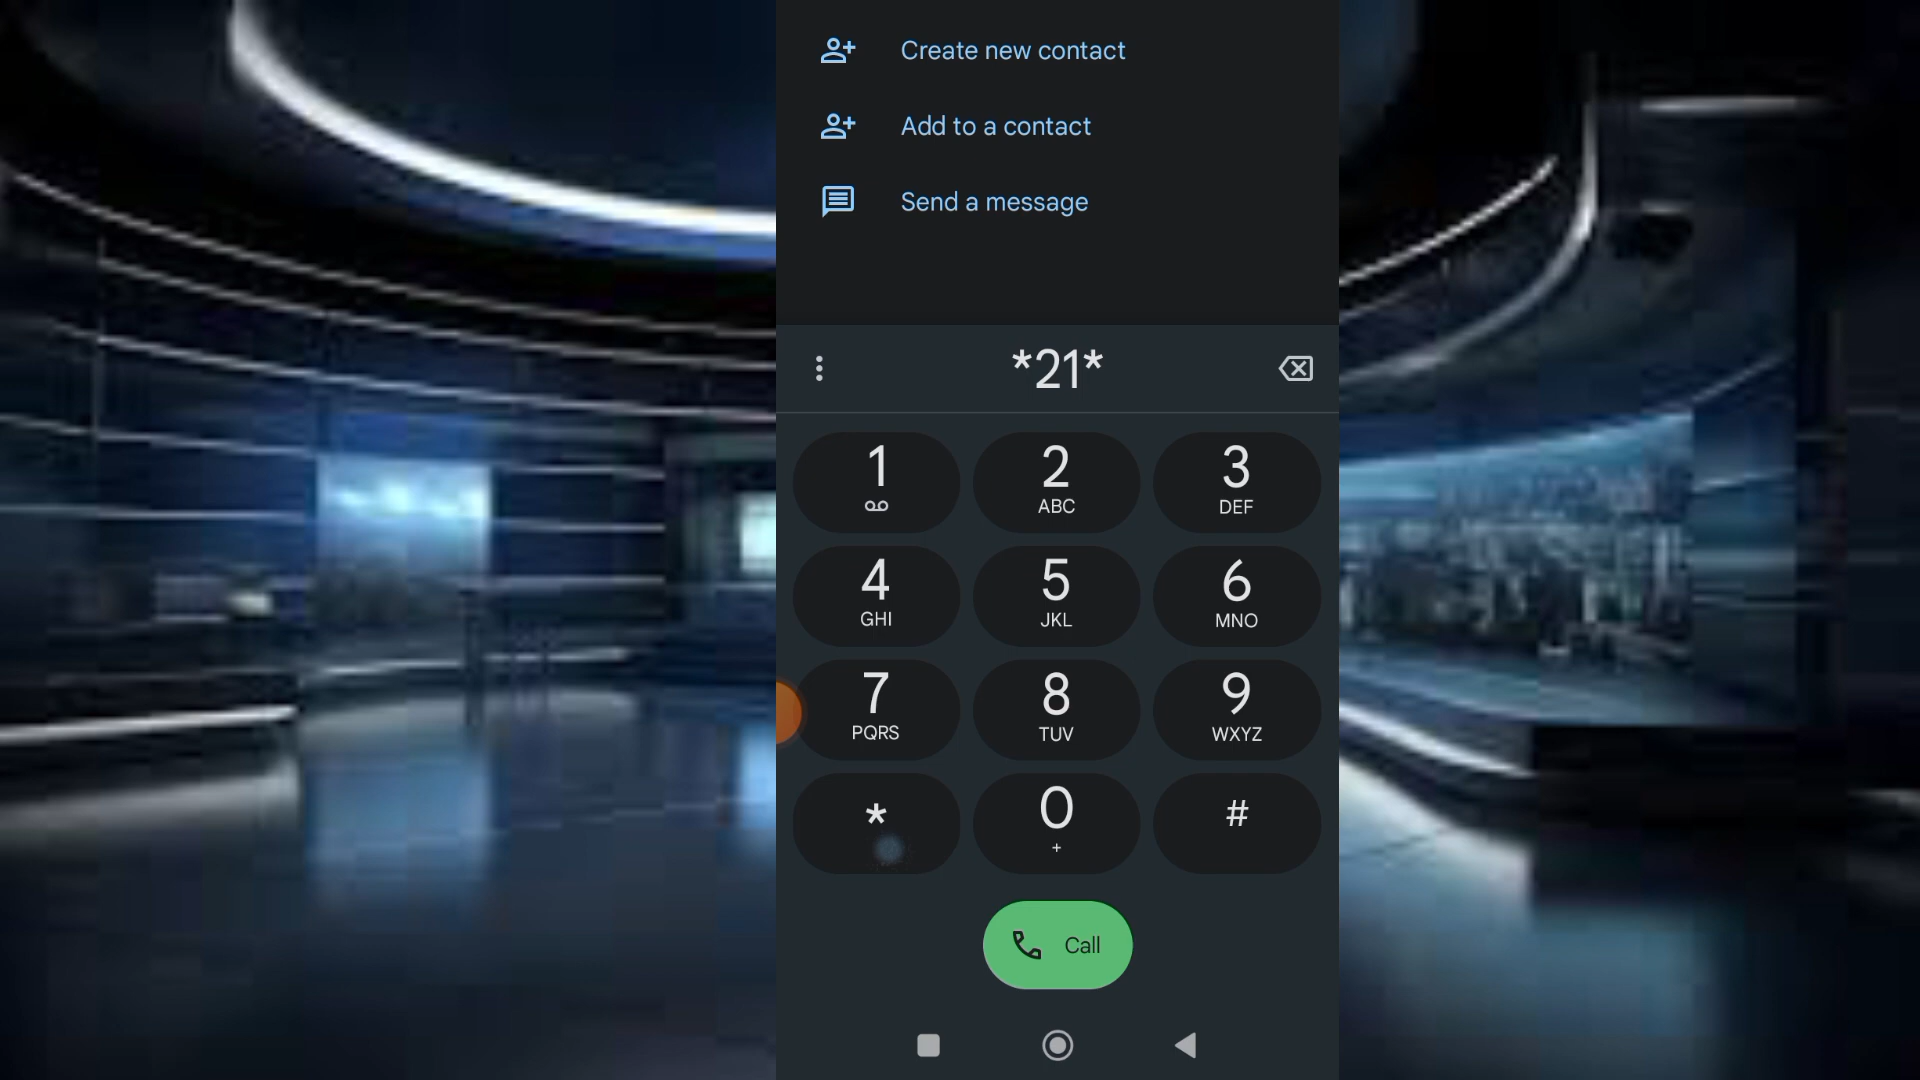 Create new contact
Add to a contact
Send a message
*21*
1 2 3
ABC DEF
4 5 6
GHI JKL MNO
7 8 9
PQRS TUV WXYZ
* 0 #
+
Call